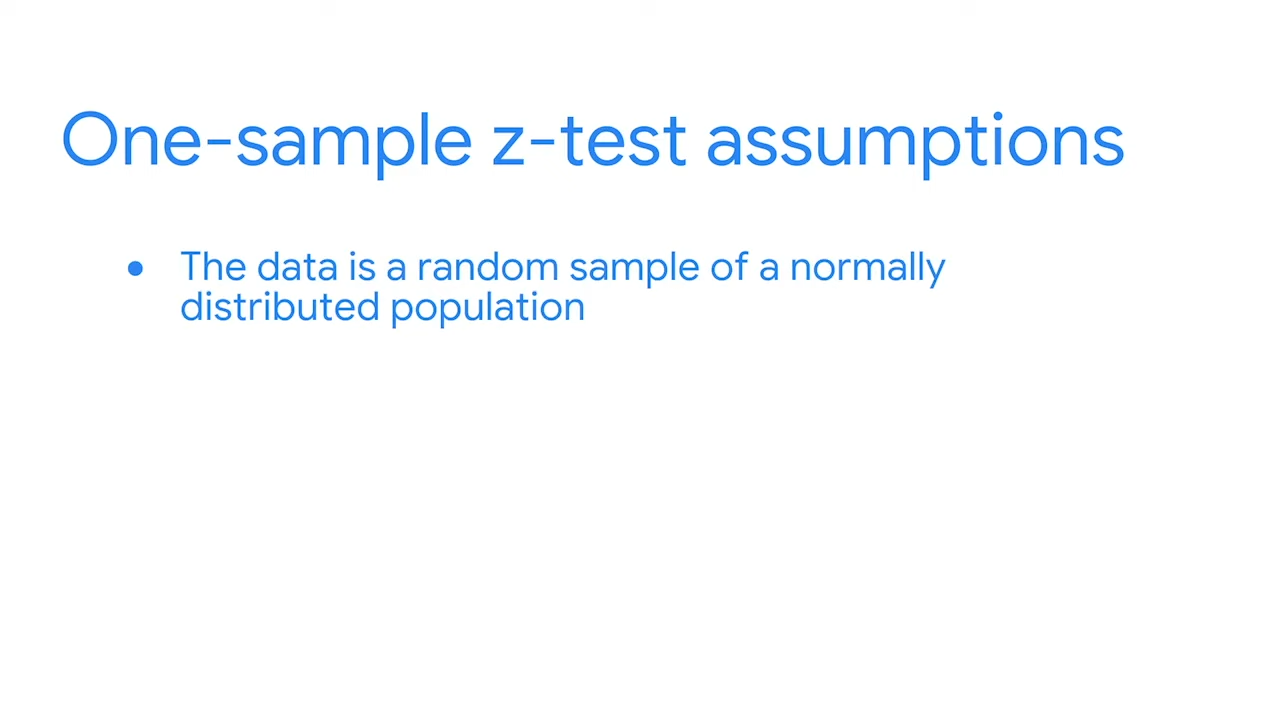 One-sample z-test assumptions
● The data is a random sample of a normally
distributed population